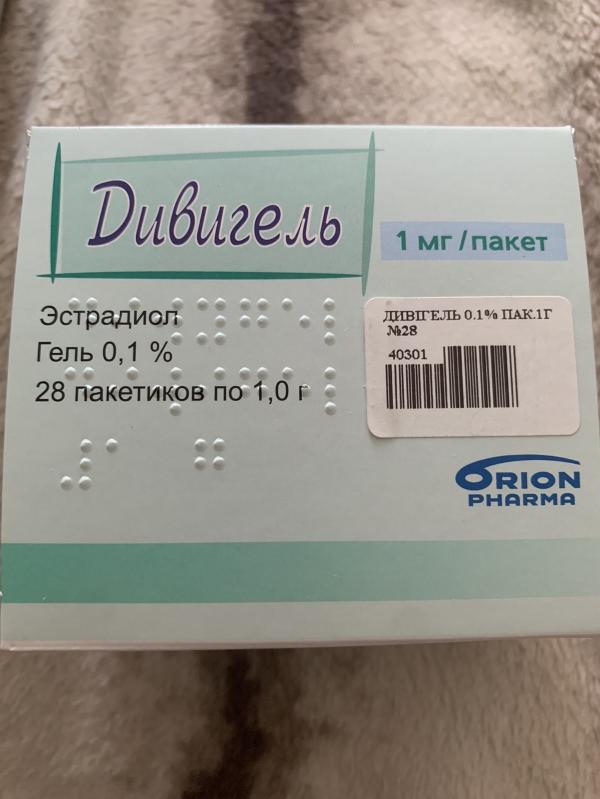 Дивигель
1 мг/пакет
Эстрадиол
Гель 0,1 %
28 пакетиков по 1,0 г
ДИВІГЕЛЬ 0.1% ПАК.1Г
№28
40301
ORION
PHARMA